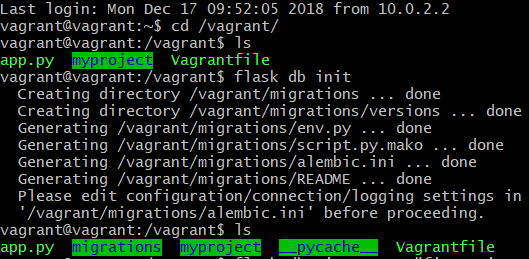 Last login: Mon Dec 17 09:52:05 2018 from 10.0.2.2
vagrant@vagrant:~$ cd /vagrant/
vagrant@vagrant:/vagrant$ ls
app.py  myproject  Vagrantfile
vagrant@vagrant:/vagrant$ flask db init
  Creating directory /vagrant/migrations ... done
  Creating directory /vagrant/migrations/versions ... done
  Generating /vagrant/migrations/env.py ... done
  Generating /vagrant/migrations/script.py.mako ... done
  Generating /vagrant/migrations/alembic.ini ... done
  Generating /vagrant/migrations/README ... done
  Please edit configuration/connection/logging settings in
  '/vagrant/migrations/alembic.ini' before proceeding.
vagrant@vagrant:/vagrant$ ls
app.py  migrations  myproject  __pycache__  Vagrantfile